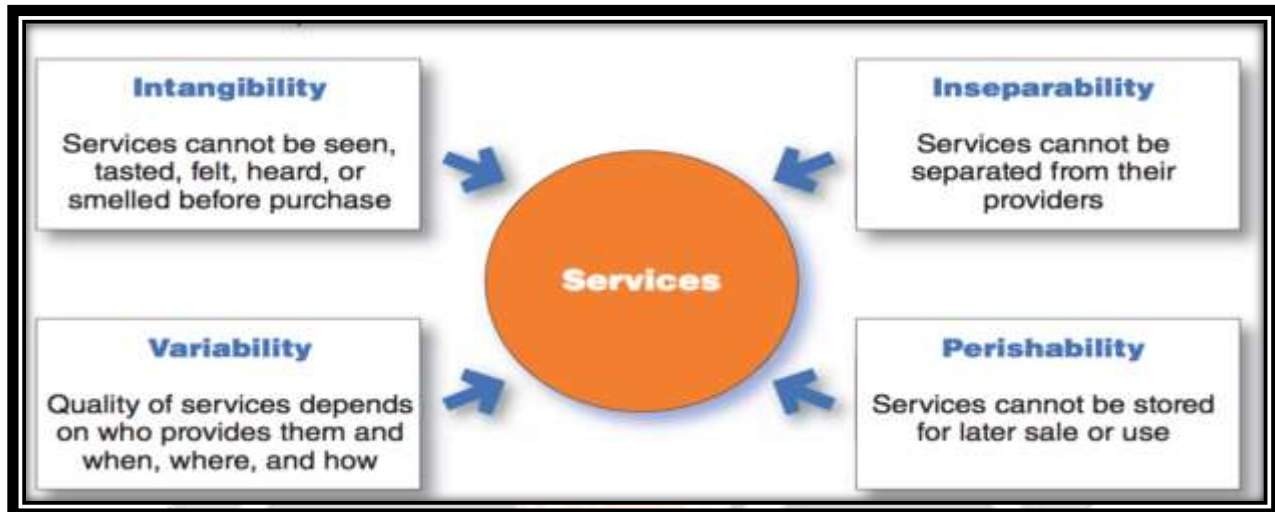 Intangibility
Services cannot be seen,
tasted, felt, heard, or
smelled before purchase
Inseparability
Services cannot be
separated from their
providers
Services
Variability
Quality of services depends
on who provides them and
when, where, and how
Perishability
Services cannot be stored
for later sale or use